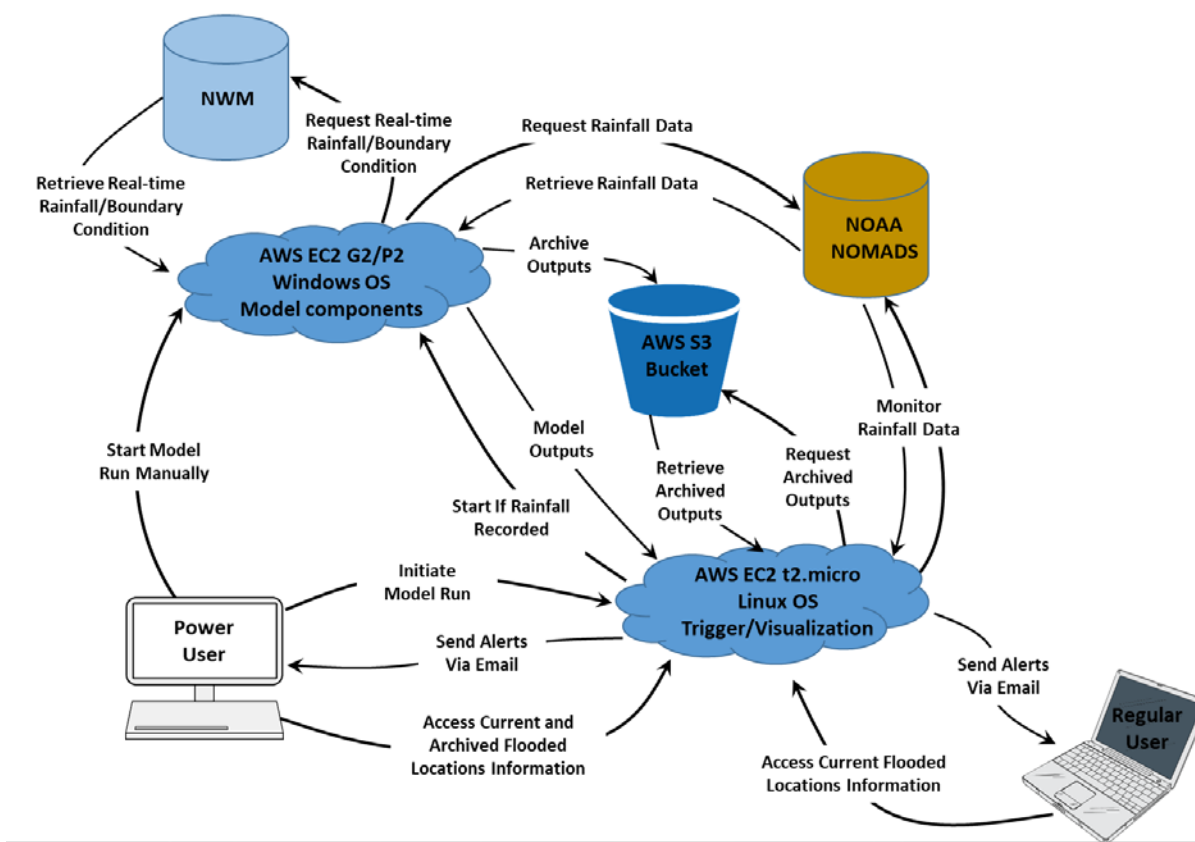 NWM
Request Real-time
Rainfall/Boundary
Condition
Request Rainfall Data
Retrieve Real-time
Rainfall/Boundary
Condition
Retrieve Rainfall Data
NOAA
NOMADS
AWS EC2 G2/P2
Windows OS
Model components
Archive
Outputs
AWS S3
Bucket
Start Model
Run Manually
Model
Outputs
Monitor
Rainfall Data
Start If Rainfall
Recorded
Retrieve
Archived
Outputs
Request
Archived
Outputs
Initiate
Model Run
AWS EC2 t2.micro
Linux OS
Trigger/Visualization
Power
User
Send Alerts
Via Email
Send Alerts
Via Email
Access Current and
Archived Flooded
Locations Information
Access Current Flooded
Locations Information
Regular
User